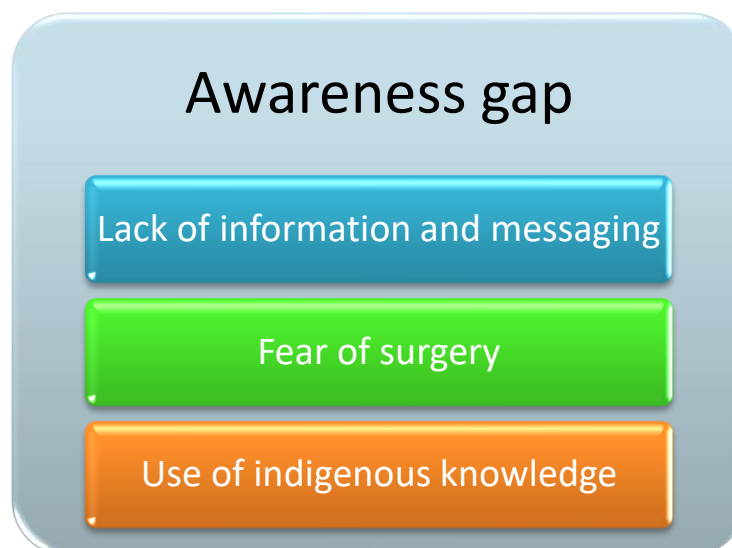 Awareness gap
Lack of information and messaging
Fear of surgery
Use of indigenous knowledge